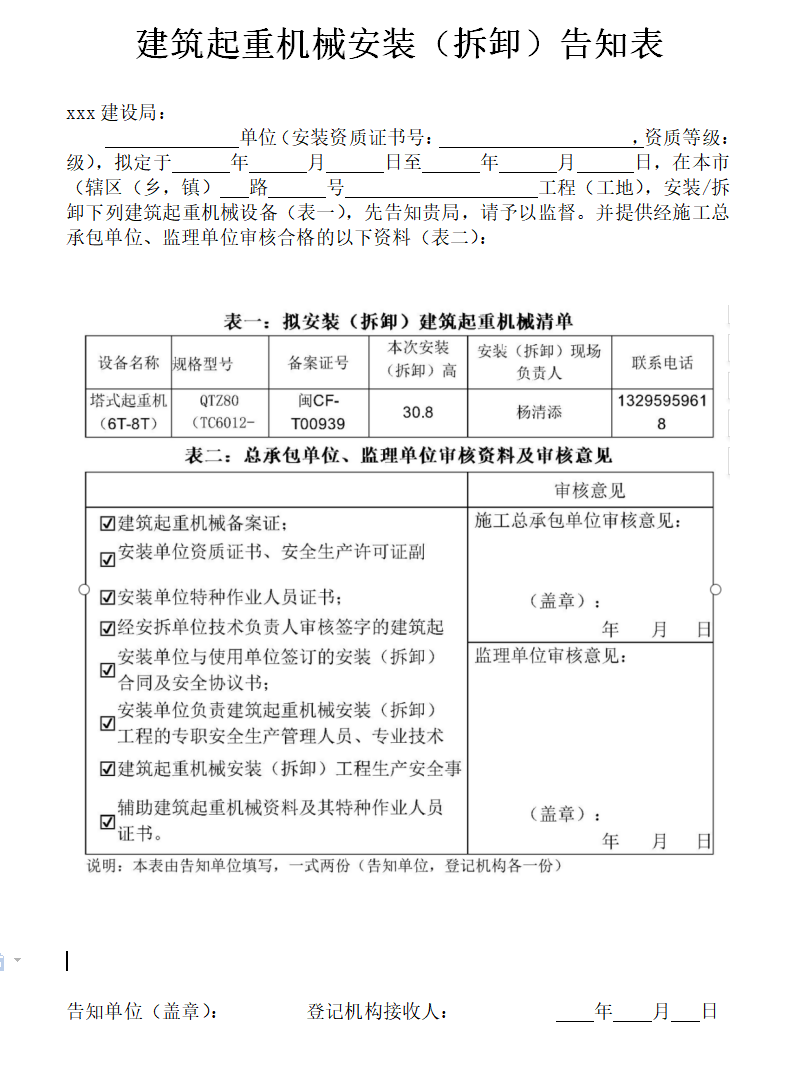 建筑起重机械安装（拆卸）告知表
xxx 建设局：
______单位（安装资质证书号：______，资质等级：
级），拟定于______年______月______日至______年______月______日，在本市
（辖区（乡，镇）___路______号______工程（工地），安装/拆
卸下列建筑起重机械设备（表一），先告知贵局，请予以监督。并提供经施工总
承包单位、监理单位审核合格的以下资料（表二）：
表一：拟安装（拆卸）建筑起重机械清单
设备名称 规格型号 备案证号 本次安装（拆卸）高 安装（拆卸）现场负责人 联系电话
塔式起重机（6T-8T） QTZ80（TC6012- 闽CF-T00939 30.8 杨清添 13295959618
表二：总承包单位、监理单位审核资料及审核意见
审核意见
☑建筑起重机械备案证；
☑安装单位资质证书、安全生产许可证副
☑安装单位特种作业人员证书；
☑经安拆单位技术负责人审核签字的建筑起
☑安装单位与使用单位签订的安装（拆卸）
合同及安全协议书；
☑安装单位负责建筑起重机械安装（拆卸）
工程的专职安全生产管理人员、专业技术
☑建筑起重机械安装（拆卸）工程生产安全事
☑辅助建筑起重机械资料及其特种作业人员
证书。
施工总承包单位审核意见：
（盖章）：
年 月 日
监理单位审核意见：
（盖章）：
年 月 日
说明：本表由告知单位填写，一式两份（告知单位，登记机构各一份）
告知单位（盖章）： 登记机构接收人： ____年____月___日